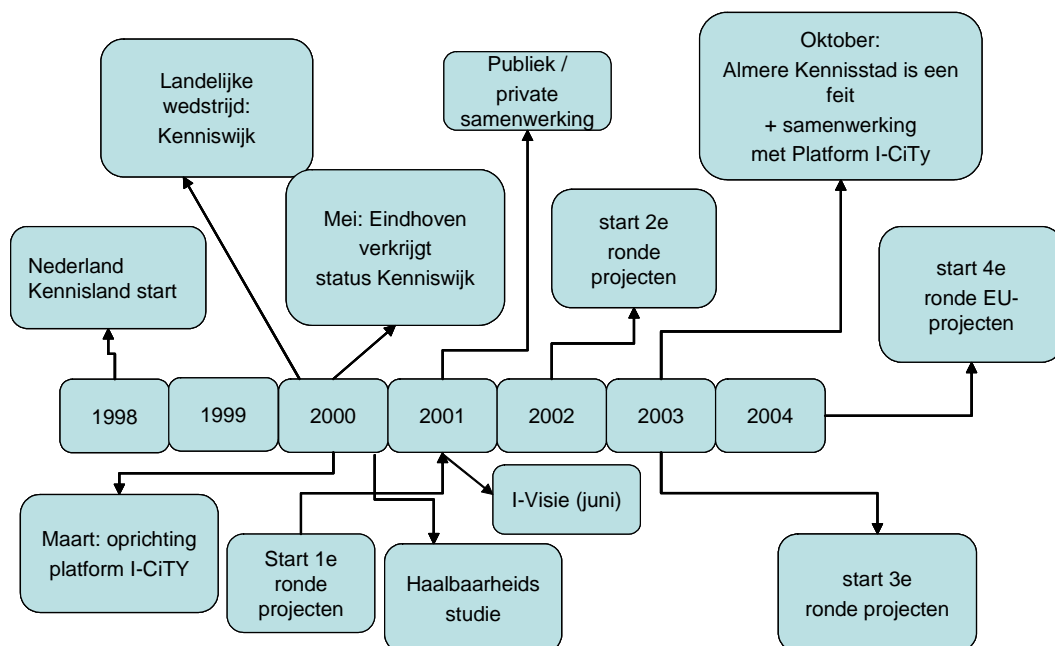 Landelijke
wedstrijd:
Kenniswijk
Publiek /
private
samenwerking
Oktober:
Almere Kennisstad is een
feit
+ samenwerking
met Platform I-CiTy
Mei: Eindhoven
verkrijgt
status Kenniswijk
start 2e
ronde
projecten
Nederland
Kennisland start
start 4e
ronde EU-
projecten
1998
1999
2000
2001
2002
2003
2004
I-Visie (juni)
Maart: oprichting
platform I-CiTY
Start 1e
ronde
projecten
Haalbaarheids
studie
start 3e
ronde projecten